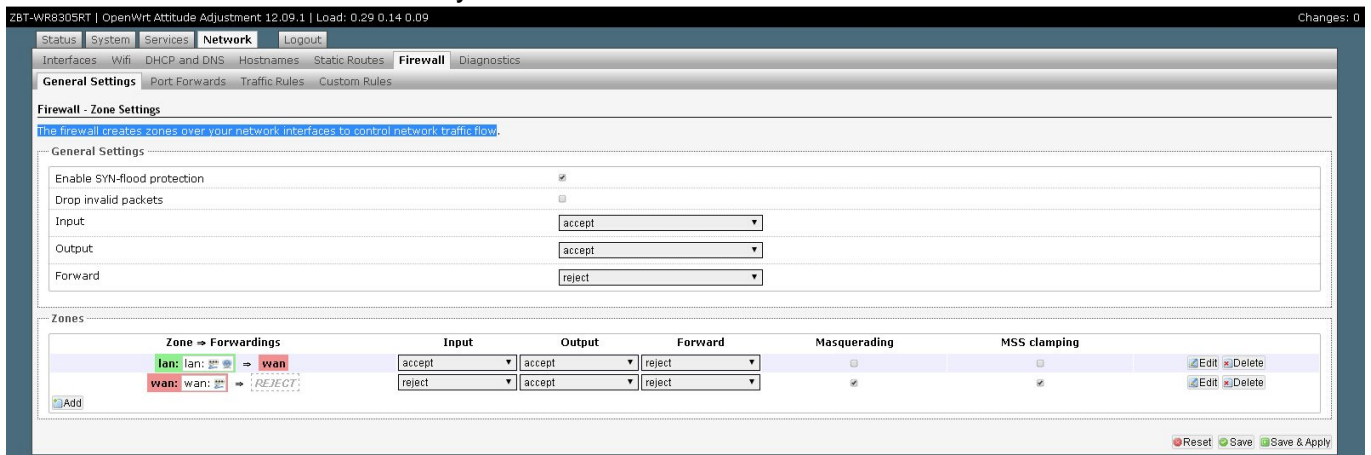 ZBT-WR8305RT | OpenWrt Attitude Adjustment 12.09.1 | Load: 0.29 0.14 0.09 Changes: 0
Status System Services Network Logout
Interfaces Wifi DHCP and DNS Hostnames Static Routes Firewall Diagnostics
General Settings Port Forwards Traffic Rules Custom Rules
Firewall - Zone Settings
The firewall creates zones over your network interfaces to control network traffic flow.
General Settings
Enable SYN-flood protection
Drop invalid packets
Input accept
Output accept
Forward reject
Zones
Zone ⇒ Forwardings Input Output Forward Masquerading MSS clamping
lan: lan: ⇒ wan accept accept reject Edit Delete
wan: wan: ⇒ REJECT reject accept reject Edit Delete
Add
Reset Save Save & Apply